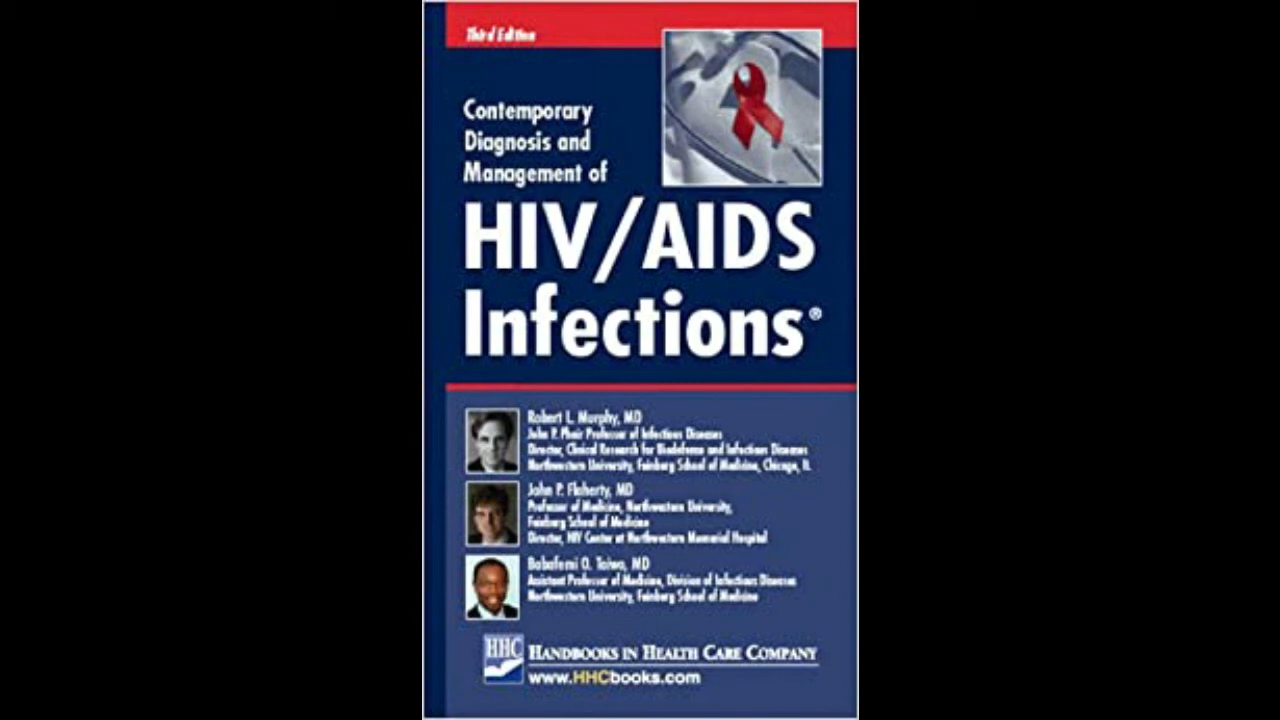 Third Edition
Contemporary
Diagnosis and
Management of
HIV/AIDS
Infections®
Robert L. Murphy, MD
John P. Phair Professor of Infectious Diseases
Director, Clinical Research for Biodefense and Infectious Diseases
Northwestern University, Feinberg School of Medicine, Chicago, IL
John P. Flaherty, MD
Professor of Medicine, Northwestern University,
Feinberg School of Medicine
Director, HIV Center at Northwestern Memorial Hospital
Babafemi O. Taiwo, MD
Assistant Professor of Medicine, Division of Infectious Diseases
Northwestern University, Feinberg School of Medicine
HHC HANDBOOKS IN HEALTH CARE COMPANY
www.HHCbooks.com